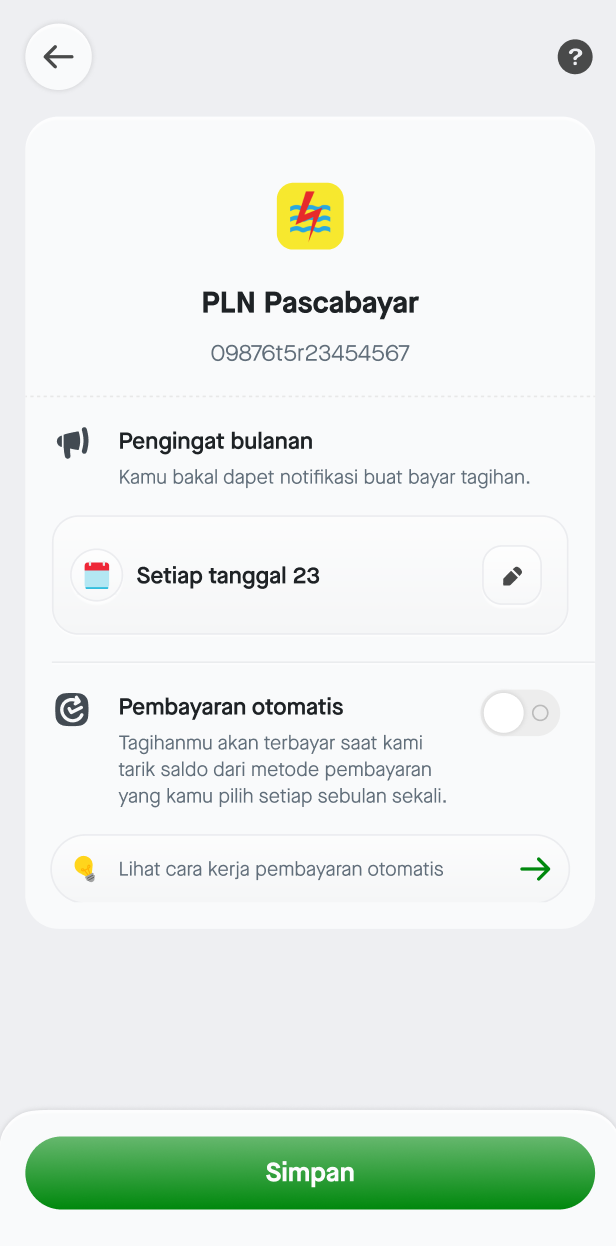 ?
PLN Pascabayar
09876t5r23454567
Pengingat bulanan
Kamu bakal dapet notifikasi buat bayar tagihan.
Setiap tanggal 23
Pembayaran otomatis
Tagihanmu akan terbayar saat kami
tarik saldo dari metode pembayaran
yang kamu pilih setiap sebulan sekali.
Lihat cara kerja pembayaran otomatis
Simpan